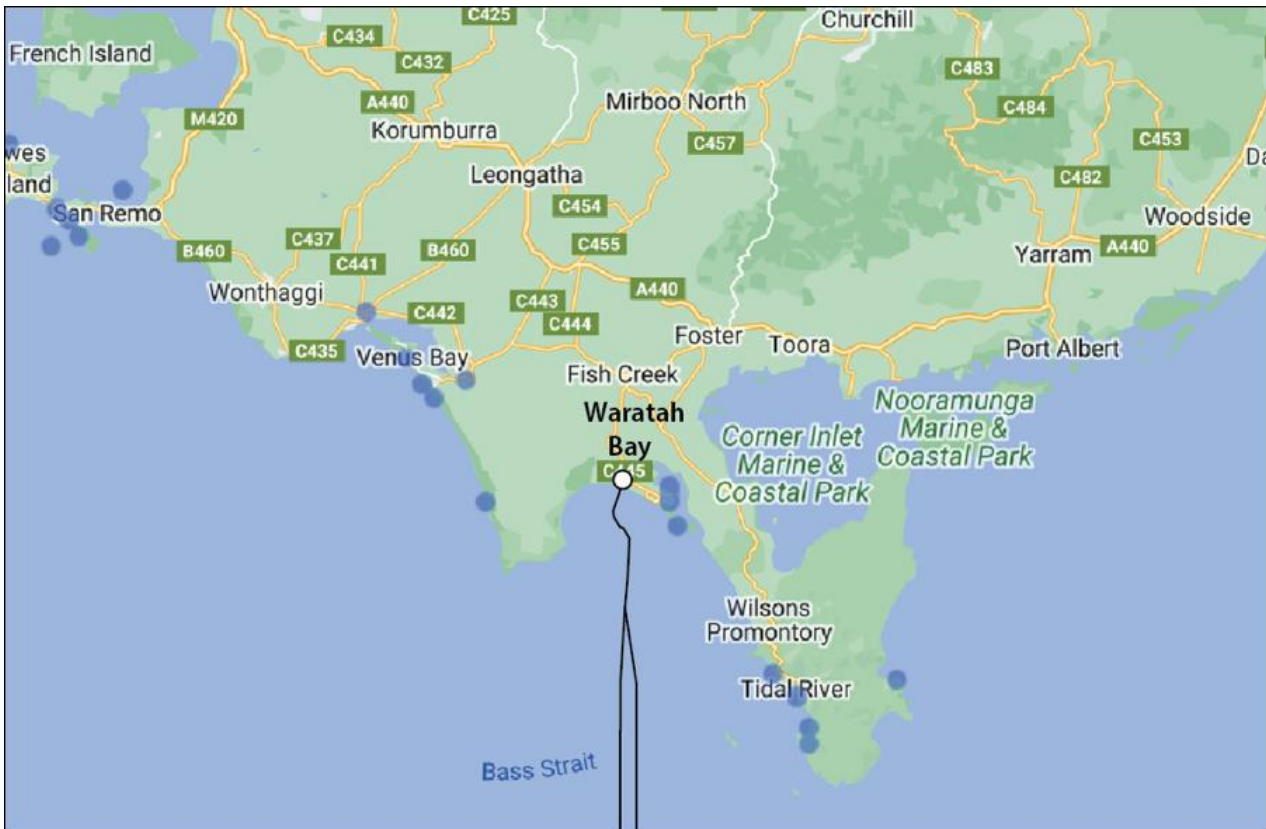 C425
Churchill
French Island
C434
C432
C483
A440
Mirboo North
C484
M420
Korumburra
C457
C453
wes
land
Leongatha
C482
Da
San Remo
C454
Woodside
B460
C437
C441
B460
C455
Yarram
A440
Wonthaggi
A440
C443
C442
C444
Foster
Toora
C435
Venus Bay
Port Albert
Fish Creek
Waratah
Bay
Nooramunga
Marine &
Coastal Park
Corner Inlet
Marine &
Coastal Park
C445
Wilsons
Promontory
Tidal River
Bass Strait